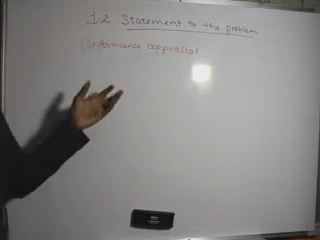 1.2 Statement of the problem
Performance appraisal